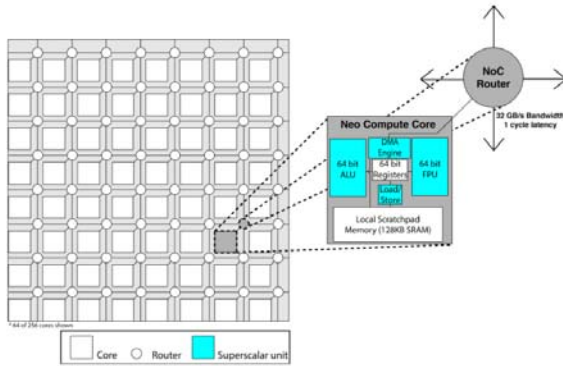 NoC
Router
32 GB/s Bandwidth
1 cycle latency
Neo Compute Core
DMA
Engine
64 bit
ALU
64 bit
Registers
64 bit
FPU
Load/
Store
Local Scratchpad
Memory (128KB SRAM)
* 64 of 256 cores shown
Core
Router
Superscalar unit